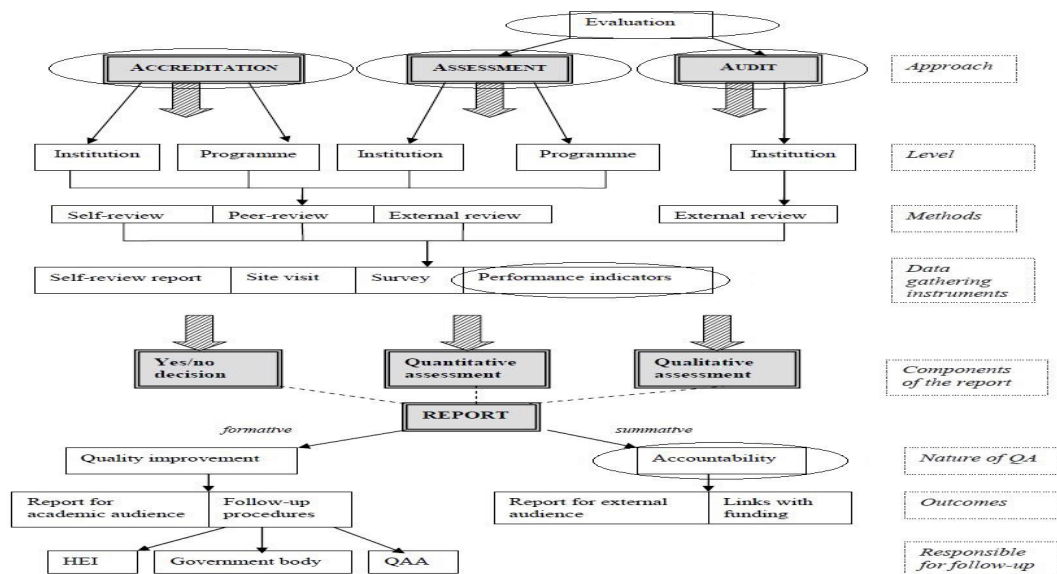 Evaluation
ACCREDITATION
ASSESSMENT
AUDIT
Approach
Institution
Programme
Institution
Programme
Institution
Level
Self-review
Peer-review
External review
External review
Methods
Self-review report
Site visit
Survey
Performance indicators
Data
gathering
instruments
Yes/no
decision
Quantitative
assessment
Qualitative
assessment
Components
of the report
REPORT
formative
summative
Quality improvement
Accountability
Nature of QA
Report for
academic audience
Follow-up
procedures
Report for external
audience
Links with
funding
Outcomes
HEI
Government body
QAA
Responsible
for follow-up